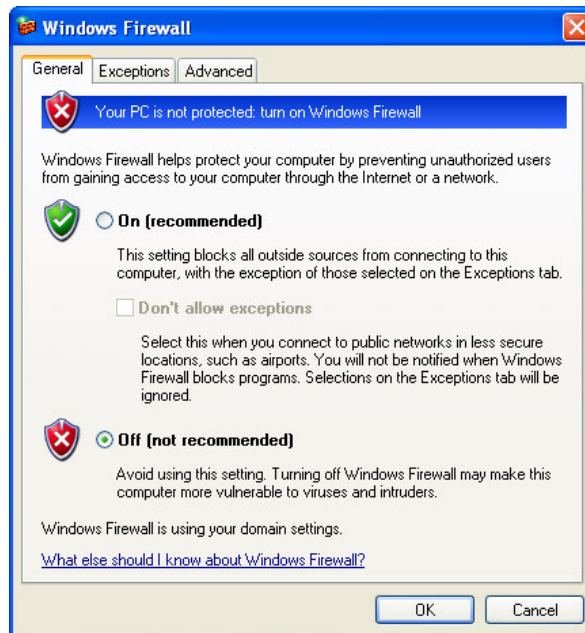 Windows Firewall
General Exceptions Advanced
Your PC is not protected: turn on Windows Firewall
Windows Firewall helps protect your computer by preventing unauthorized users
from gaining access to your computer through the Internet or a network.
On (recommended)
This setting blocks all outside sources from connecting to this
computer, with the exception of those selected on the Exceptions tab.
Don't allow exceptions
Select this when you connect to public networks in less secure
locations, such as airports. You will not be notified when Windows
Firewall blocks programs. Selections on the Exceptions tab will be
ignored.
Off (not recommended)
Avoid using this setting. Turning off Windows Firewall may make this
computer more vulnerable to viruses and intruders.
Windows Firewall is using your domain settings.
What else should I know about Windows Firewall?
OK Cancel